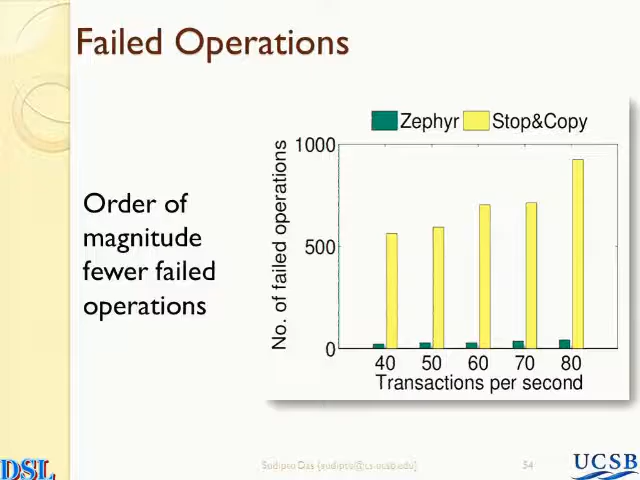 Failed Operations
Order of
magnitude
fewer failed
operations
Zephyr Stop&Copy
No. of failed operations
1000
500
0
40 50 60 70 80
Transactions per second
DSL
Sudipto Das {sudipto@cs.ucsb.edu}
54
UCSB